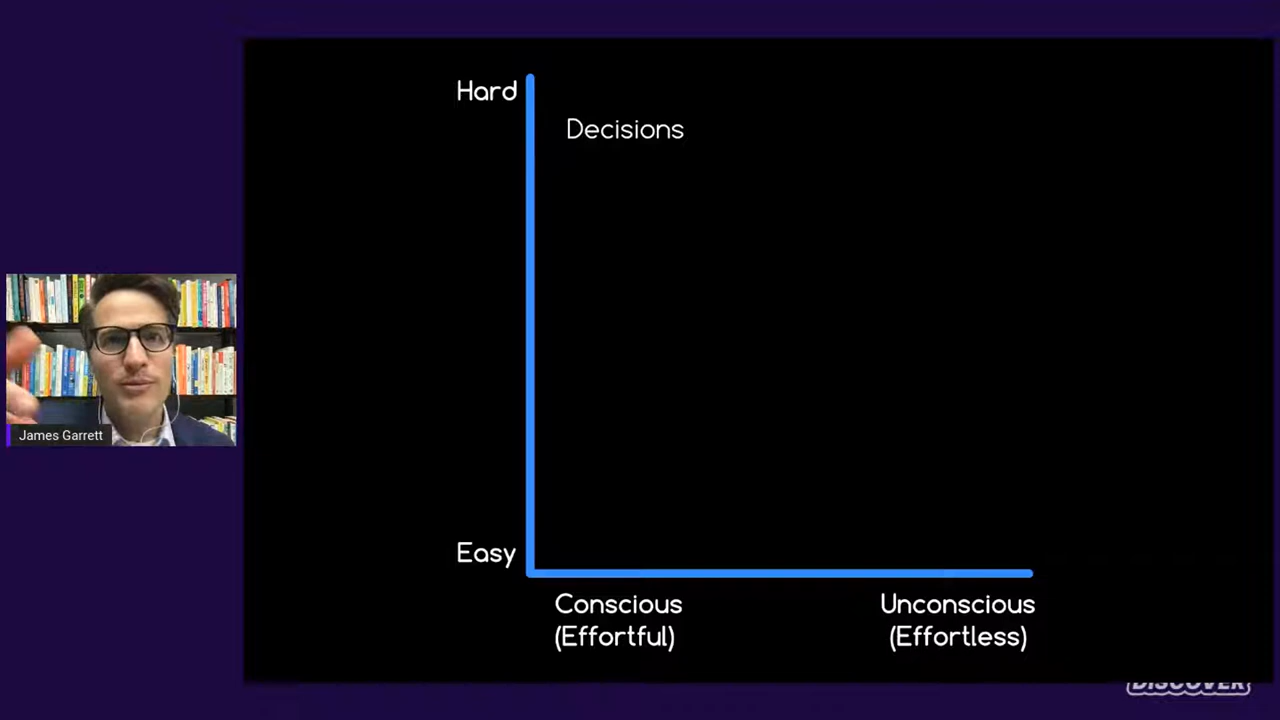 Hard
Decisions
James Garrett
Easy
Conscious
(Effortful)
Unconscious
(Effortless)
DISCOVER